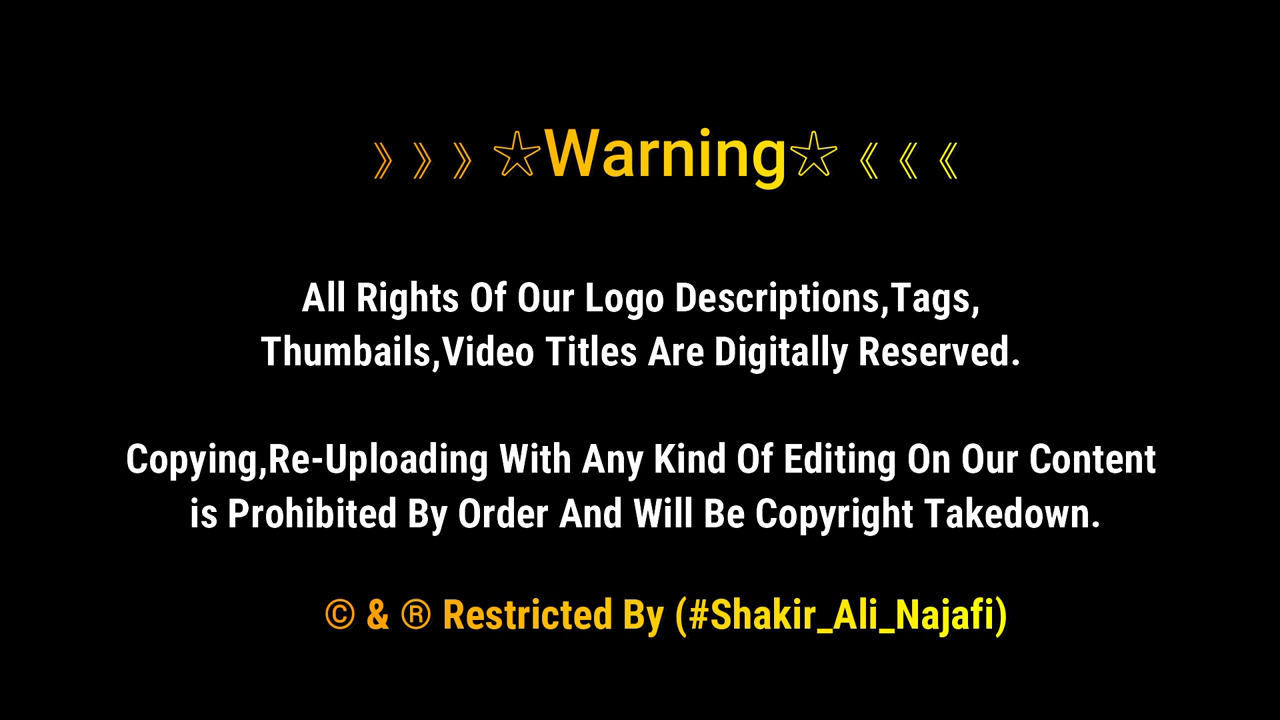 》》》☆Warning☆《《《
All Rights Of Our Logo Descriptions,Tags,
Thumbails,Video Titles Are Digitally Reserved.
Copying,Re-Uploading With Any Kind Of Editing On Our Content
is Prohibited By Order And Will Be Copyright Takedown.
© & ® Restricted By (#Shakir_Ali_Najafi)